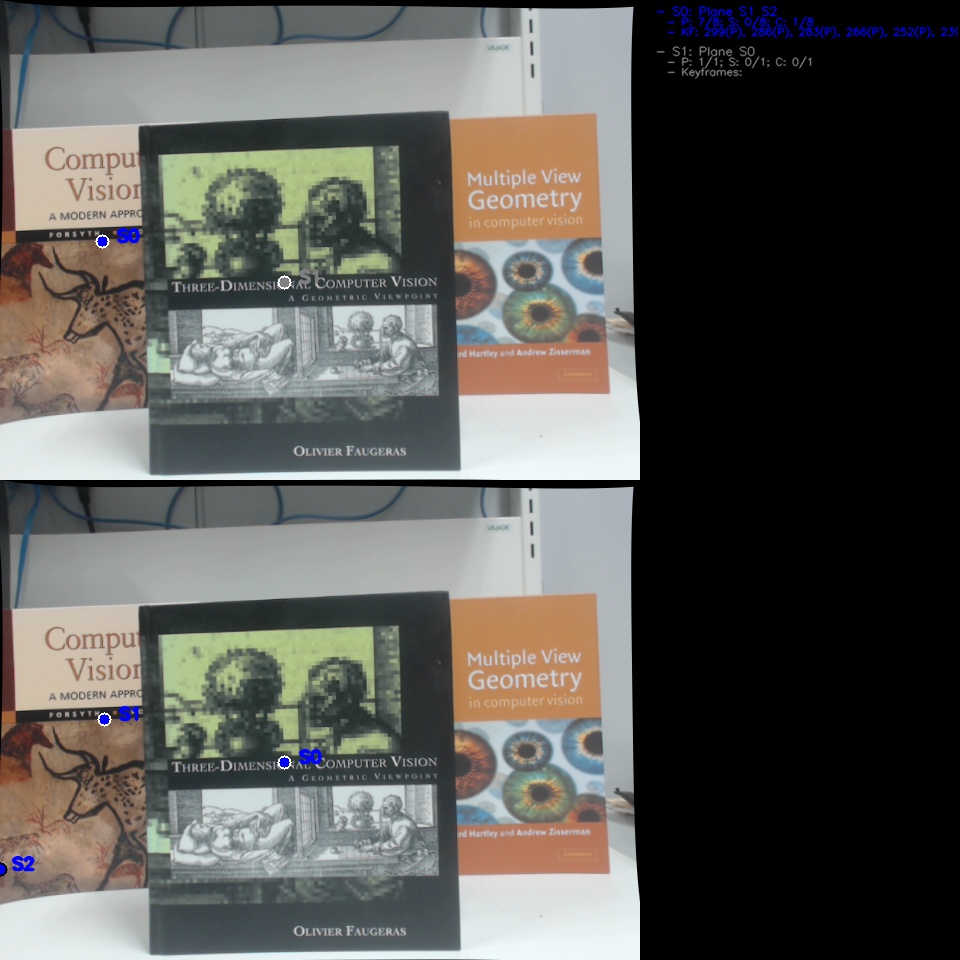 S0: Plane S1 S2
P: 7/8; S: 0/8; C: 1/8
KF: 299(P), 286(P), 283(P), 266(P), 252(P),
S1: Plane S0
P: 1/1; S: 0/1; C: 0/1
Keyframes:
Comput
Vision
A MODERN APPRO
FORSYTH
S0
THREE-DIMENSIONAL COMPUTER VISION
S1
A GEOMETRIC VIEWPOINT
OLIVIER FAUGERAS
Multiple View
Geometry
in computer vision
rd Hartley and Andrew Zisserman
Comput
Vision
A MODERN APPRO
FORSYTH
S1
S2
THREE-DIMENSIONAL COMPUTER VISION
S0
A GEOMETRIC VIEWPOINT
OLIVIER FAUGERAS
Multiple View
Geometry
in computer vision
rd Hartley and Andrew Zisserman